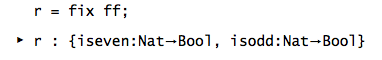 r = fix ff;
▸ r : {iseven:Nat→Bool, isodd:Nat→Bool}